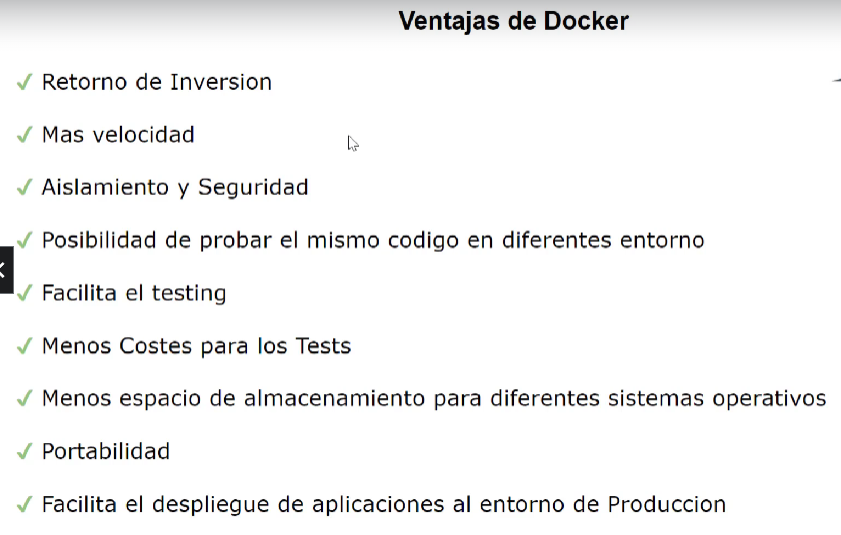 Ventajas de Docker
✓ Retorno de Inversion
✓ Mas velocidad
✓ Aislamiento y Seguridad
✓ Posibilidad de probar el mismo codigo en diferentes entorno
✓ Facilita el testing
✓ Menos Costes para los Tests
✓ Menos espacio de almacenamiento para diferentes sistemas operativos
✓ Portabilidad
✓ Facilita el despliegue de aplicaciones al entorno de Produccion